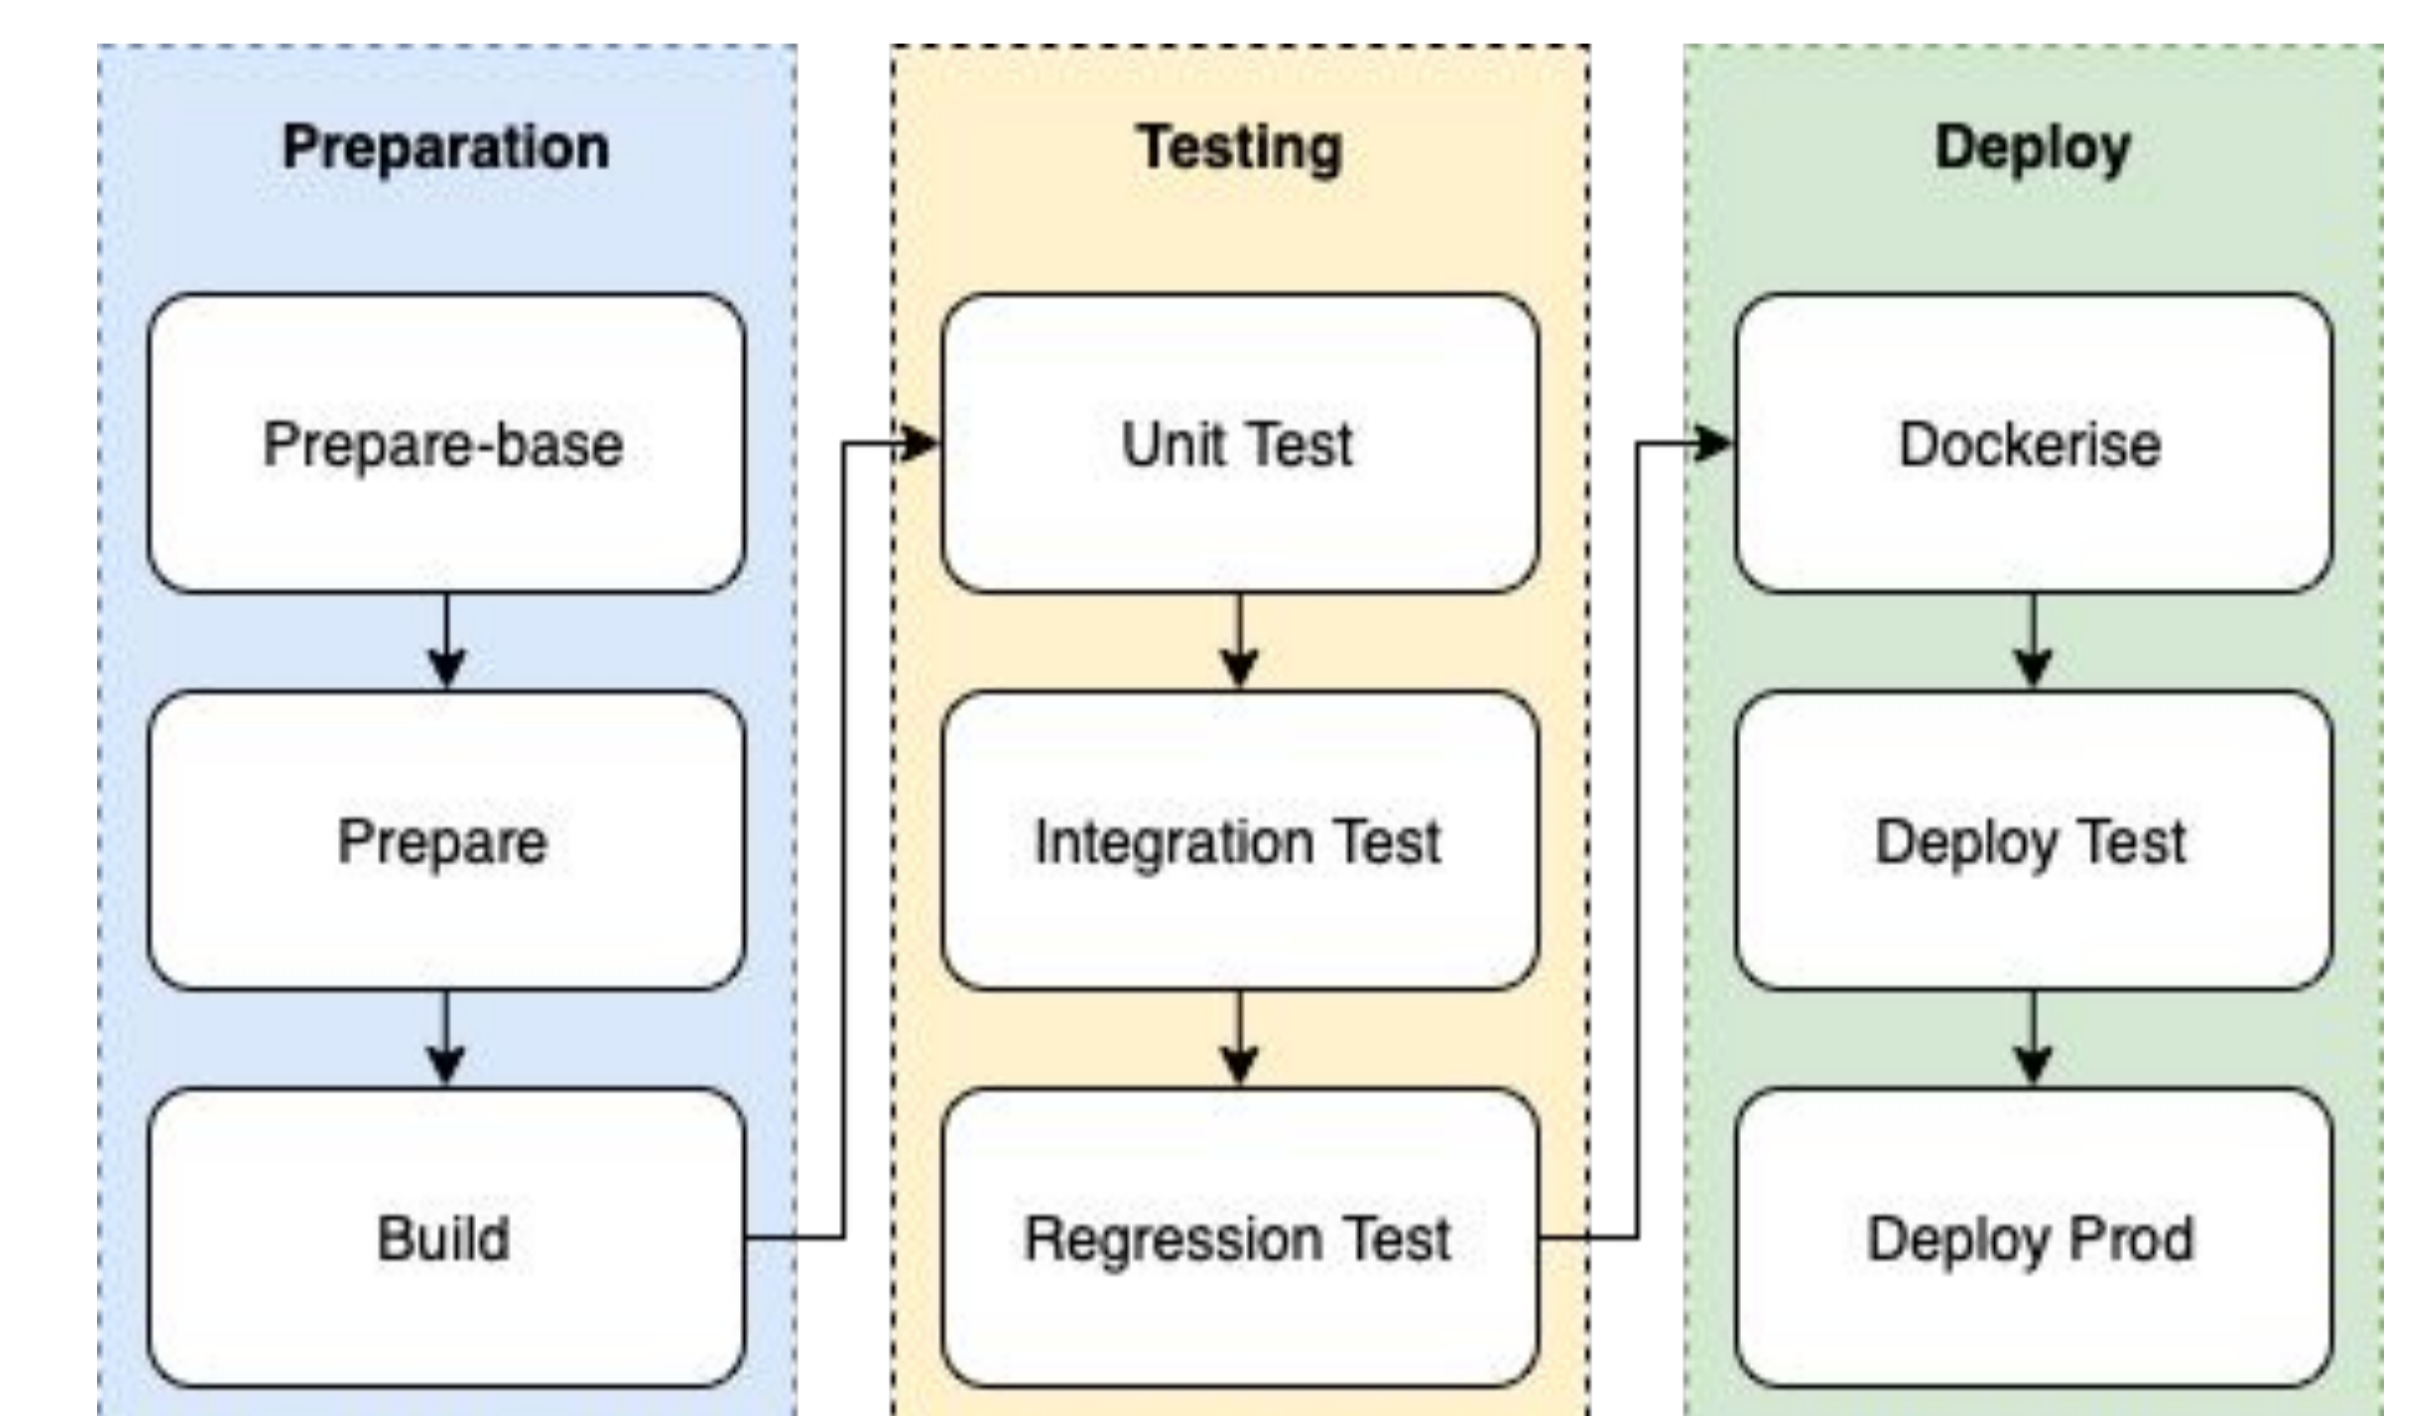 Preparation
Prepare-base
Prepare
Build
Testing
Unit Test
Integration Test
Regression Test
Deploy
Dockerise
Deploy Test
Deploy Prod